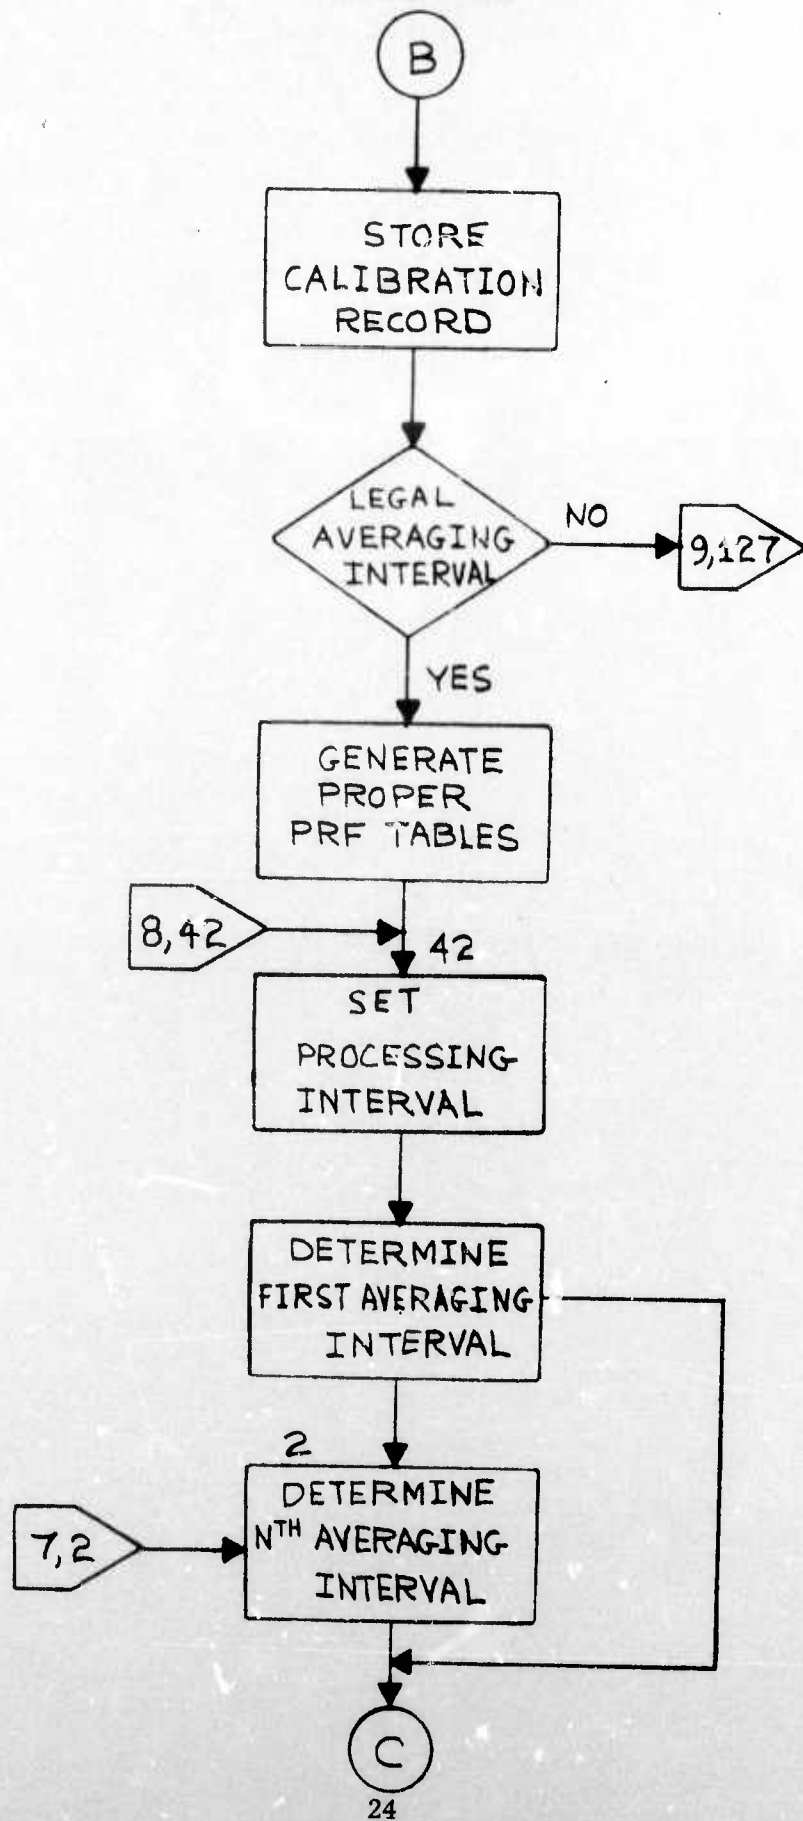 B
STORE
CALIBRATION
RECORD
LEGAL
AVERAGING
INTERVAL
NO
9,127
YES
GENERATE
PROPER
PRF TABLES
8,42
42
SET
PROCESSING
INTERVAL
DETERMINE
FIRST AVERAGING
INTERVAL
2
DETERMINE
NTH AVERAGING
INTERVAL
7,2
C
24